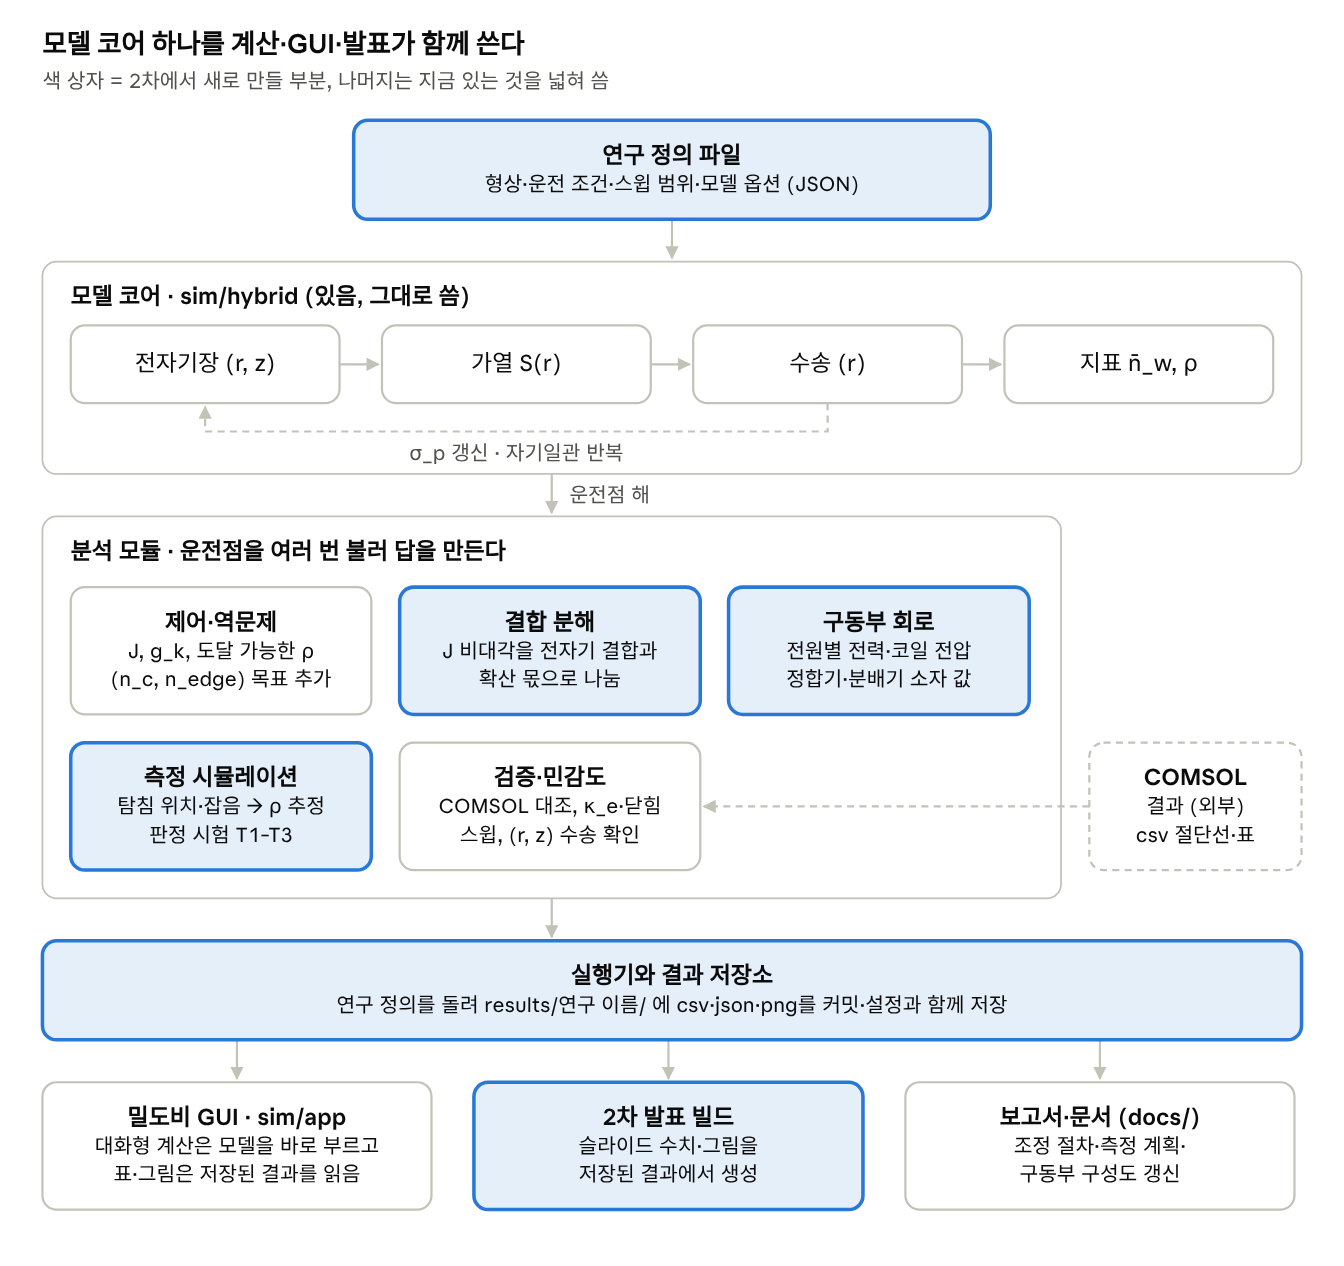 모델 코어 하나를 계산·GUI·발표가 함께 쓴다
색 상자 = 2차에서 새로 만들 부분, 나머지는 지금 있는 것을 넓혀 씀
연구 정의 파일
형상·운전 조건·스윕 범위·모델 옵션 (JSON)
모델 코어 · sim/hybrid (있음, 그대로 씀)
전자기장 (r, z)
가열 S(r)
수송 (r)
지표 n̄_w, ρ
σ_p 갱신 · 자기일관 반복
운전점 해
분석 모듈 · 운전점을 여러 번 불러 답을 만든다
제어·역문제
J, g_k, 도달 가능한 ρ
(n_c, n_edge) 목표 추가
결합 분해
J 비대각을 전자기 결합과
확산 몫으로 나눔
구동부 회로
전원별 전력·코일 전압
정합기·분배기 소자 값
측정 시뮬레이션
탐침 위치·잡음 → ρ 추정
판정 시험 T1–T3
검증·민감도
COMSOL 대조, κ_e·닫힘
스윕, (r, z) 수송 확인
COMSOL
결과 (외부)
csv 절단선·표
실행기와 결과 저장소
연구 정의를 돌려 results/연구 이름/ 에 csv·json·png를 커밋·설정과 함께 저장
밀도비 GUI · sim/app
대화형 계산은 모델을 바로 부르고
표·그림은 저장된 결과를 읽음
2차 발표 빌드
슬라이드 수치·그림을
저장된 결과에서 생성
보고서·문서 (docs/)
조정 절차·측정 계획·
구동부 구성도 갱신